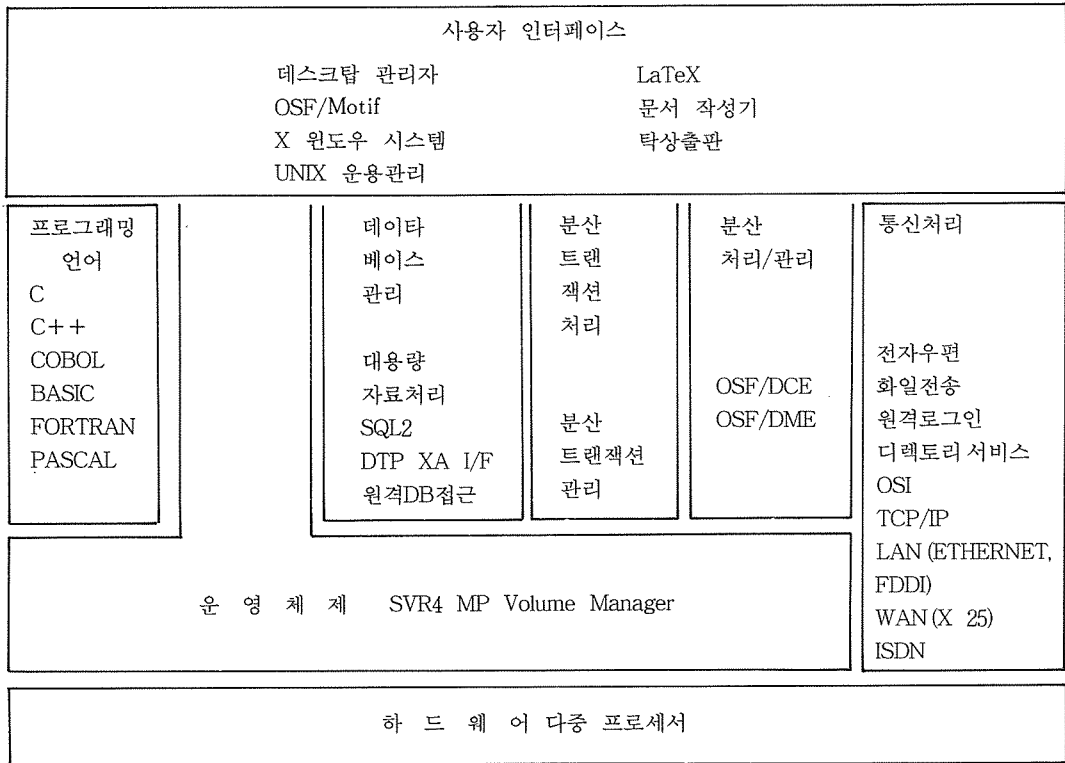 사용자 인터페이스
데스크탑 관리자
OSF/Motif
X 윈도우 시스템
UNIX 운용관리
LaTeX
문서 작성기
탁상출판
프로그래밍
언어
C
C++
COBOL
BASIC
FORTRAN
PASCAL
데이타
베이스
관리
대용량
자료처리
SQL2
DTP XA I/F
원격DB접근
분산
트랜
잭션
처리
분산
트랜잭션
관리
분산
처리/관리
OSF/DCE
OSF/DME
통신처리
전자우편
화일전송
원격로그인
디렉토리 서비스
OSI
TCP/IP
LAN (ETHERNET,
FDDI)
WAN (X 25)
ISDN
운 영 체 제 SVR4 MP Volume Manager
하 드 웨 어 다중 프로세서